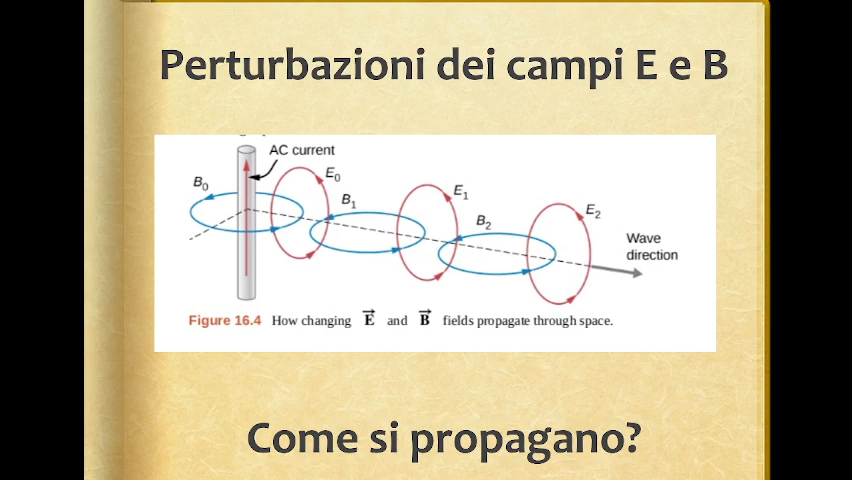 Perturbazioni dei campi E e B
AC current
B0
E0
B1
E1
B2
E2
Wave
direction
Figure 16.4 How changing E and B fields propagate through space.
Come si propagano?